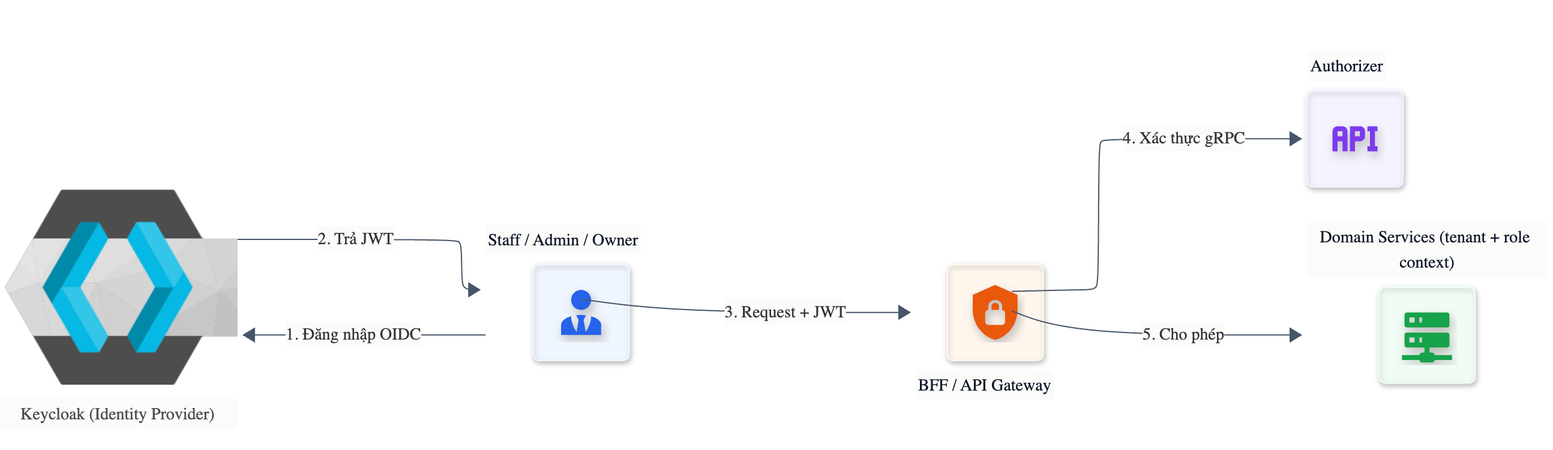 Authorizer
API
4. Xác thực gRPC
Domain Services (tenant + role
context)
2. Trả JWT
Staff / Admin / Owner
3. Request + JWT
1. Đăng nhập OIDC
5. Cho phép
BFF / API Gateway
Keycloak (Identity Provider)